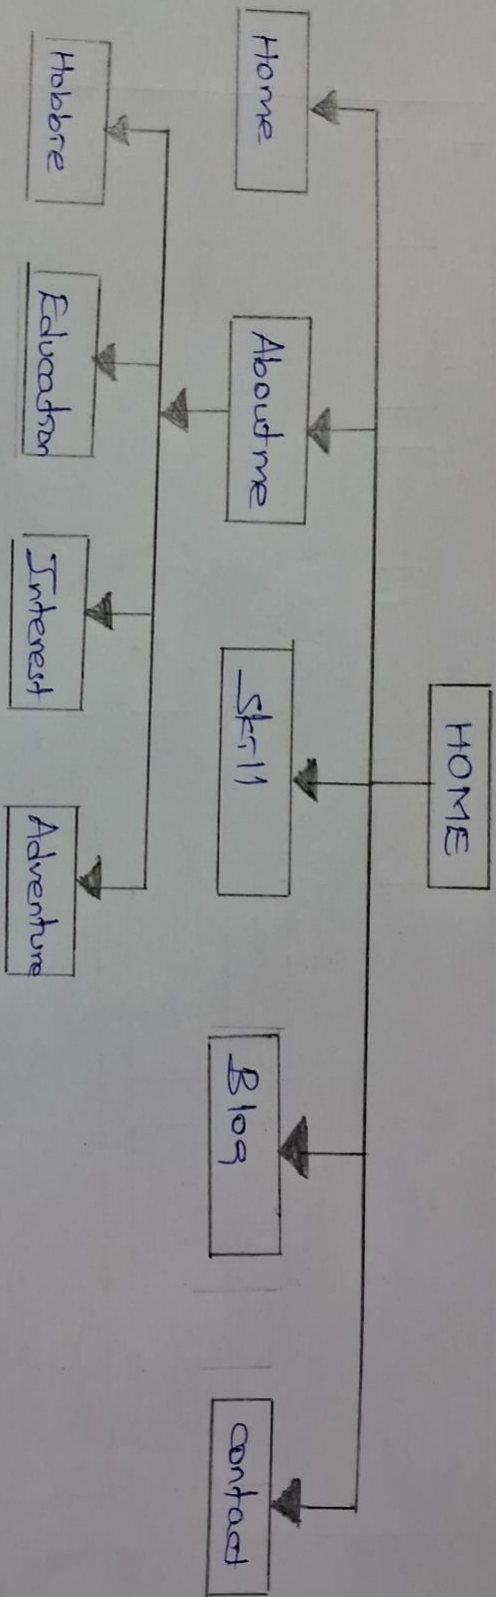 HOME
Home
About me
Skill
Blog
Contact
Hobbie
Education
Interest
Adventure